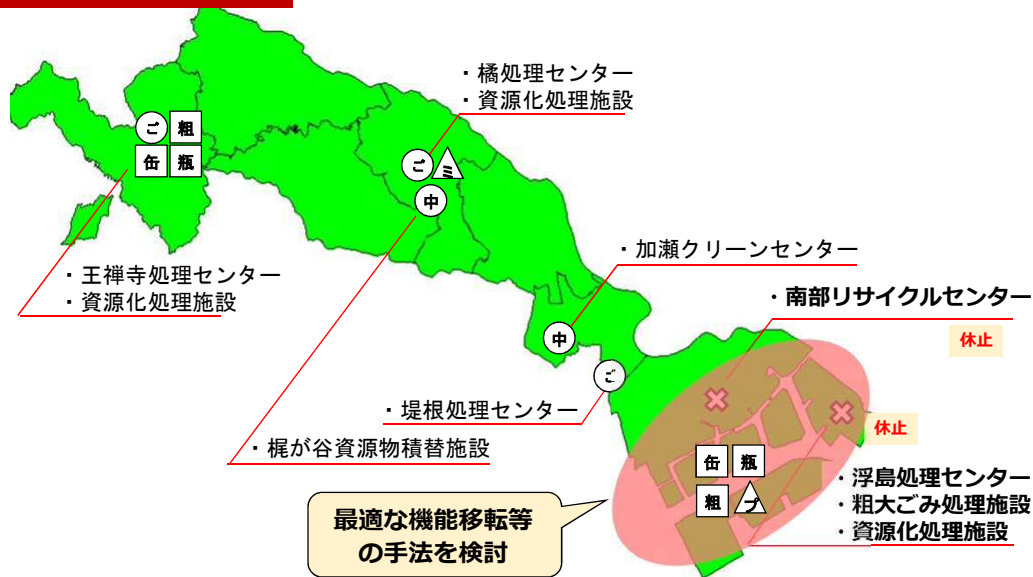 ・橘処理センター
・資源化処理施設
ご 粗
缶 瓶
ご ミ
中
・王禅寺処理センター
・資源化処理施設
・加瀬クリーンセンター
・南部リサイクルセンター
休止
中
ご
・堤根処理センター
休止
・梶が谷資源物積替施設
缶 瓶
粗 プ
・浮島処理センター
・粗大ごみ処理施設
・資源化処理施設
最適な機能移転等
の手法を検討